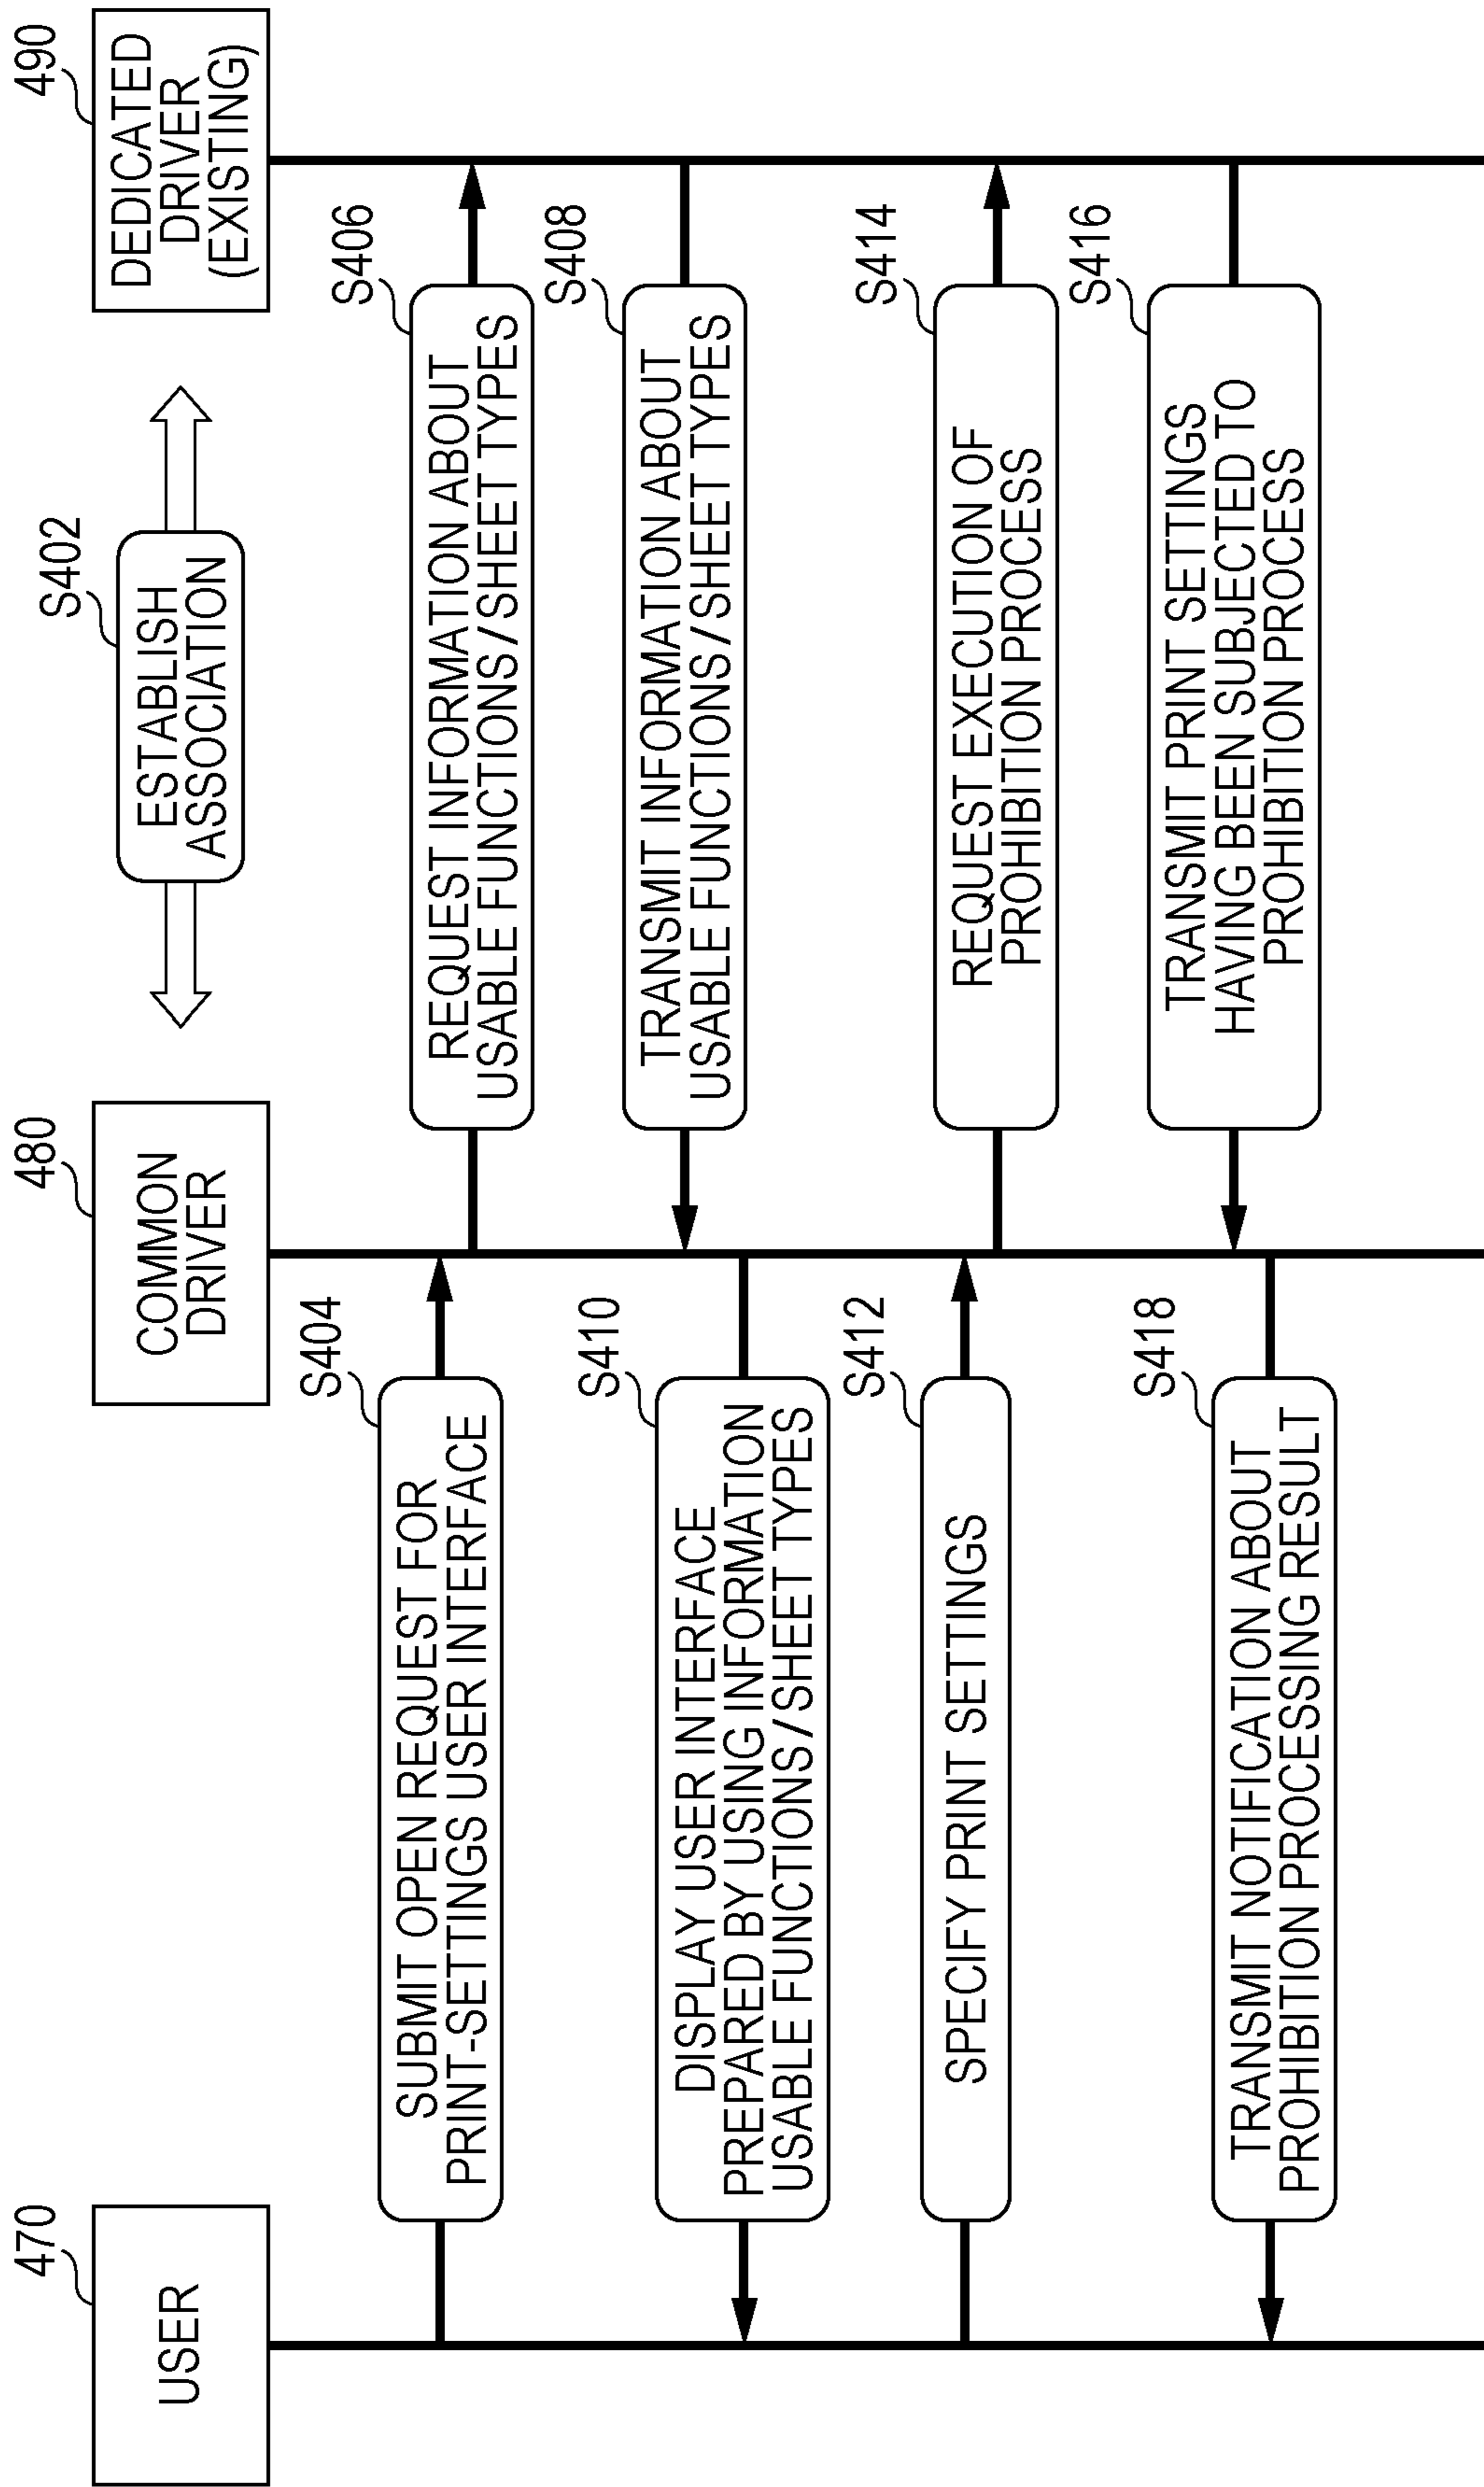 470
USER
480
COMMON
DRIVER
490
DEDICATED
DRIVER
(EXISTING)
S402
ESTABLISH
ASSOCIATION
S404
SUBMIT OPEN REQUEST FOR
PRINT-SETTINGS USER INTERFACE
S406
REQUEST INFORMATION ABOUT
USABLE FUNCTIONS/SHEET TYPES
S408
TRANSMIT INFORMATION ABOUT
USABLE FUNCTIONS/SHEET TYPES
S410
DISPLAY USER INTERFACE
PREPARED BY USING INFORMATION
USABLE FUNCTIONS/SHEET TYPES
S412
SPECIFY PRINT SETTINGS
S414
REQUEST EXECUTION OF
PROHIBITION PROCESS
S416
TRANSMIT PRINT SETTINGS
HAVING BEEN SUBJECTED TO
PROHIBITION PROCESS
S418
TRANSMIT NOTIFICATION ABOUT
PROHIBITION PROCESSING RESULT